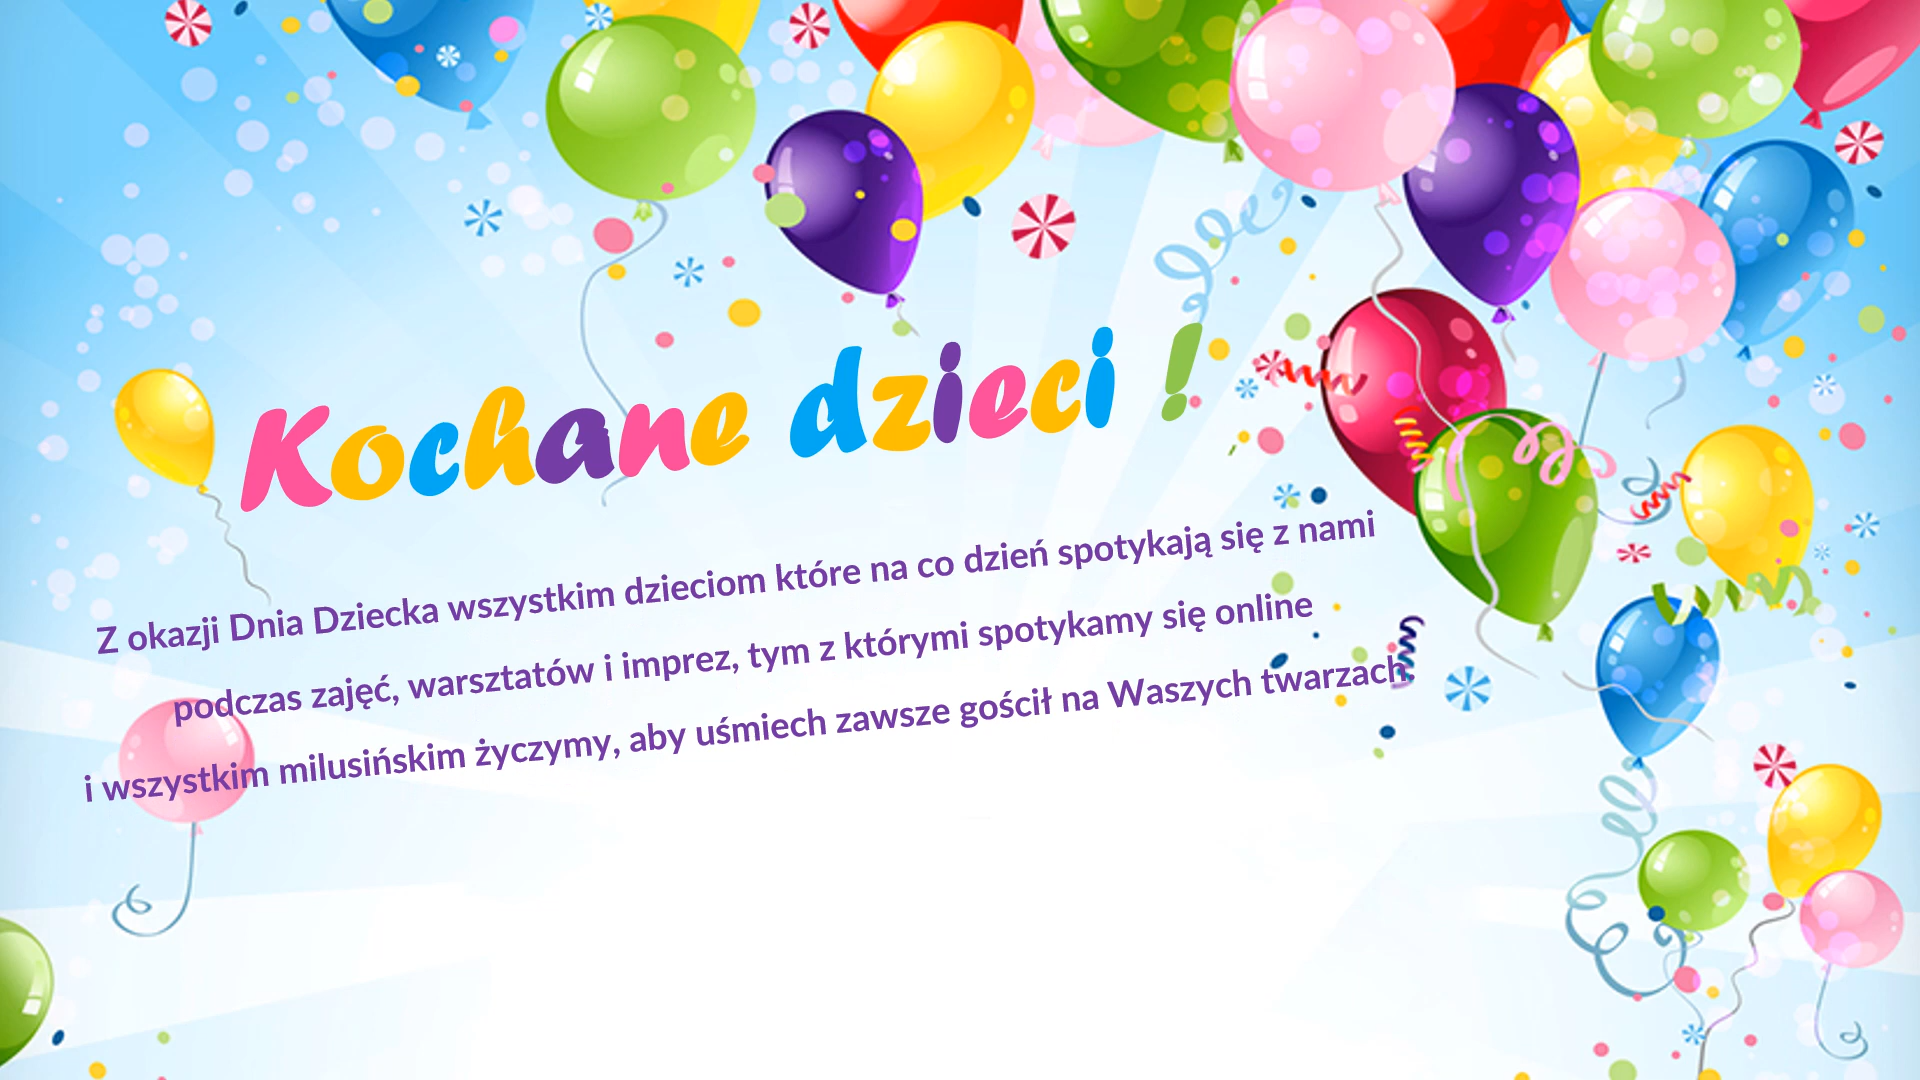 Kochane dzieci !
Z okazji Dnia Dziecka wszystkim dzieciom które na co dzień spotykają się z nami
podczas zajęć, warsztatów i imprez, tym z którymi spotykamy się online
i wszystkim milusińskim życzymy, aby uśmiech zawsze gościł na Waszych twarzach.